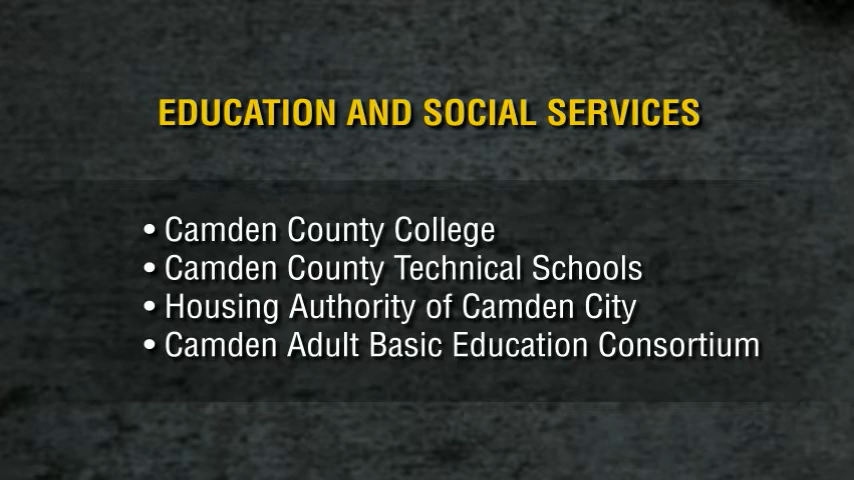 EDUCATION AND SOCIAL SERVICES
• Camden County College
• Camden County Technical Schools
• Housing Authority of Camden City
• Camden Adult Basic Education Consortium